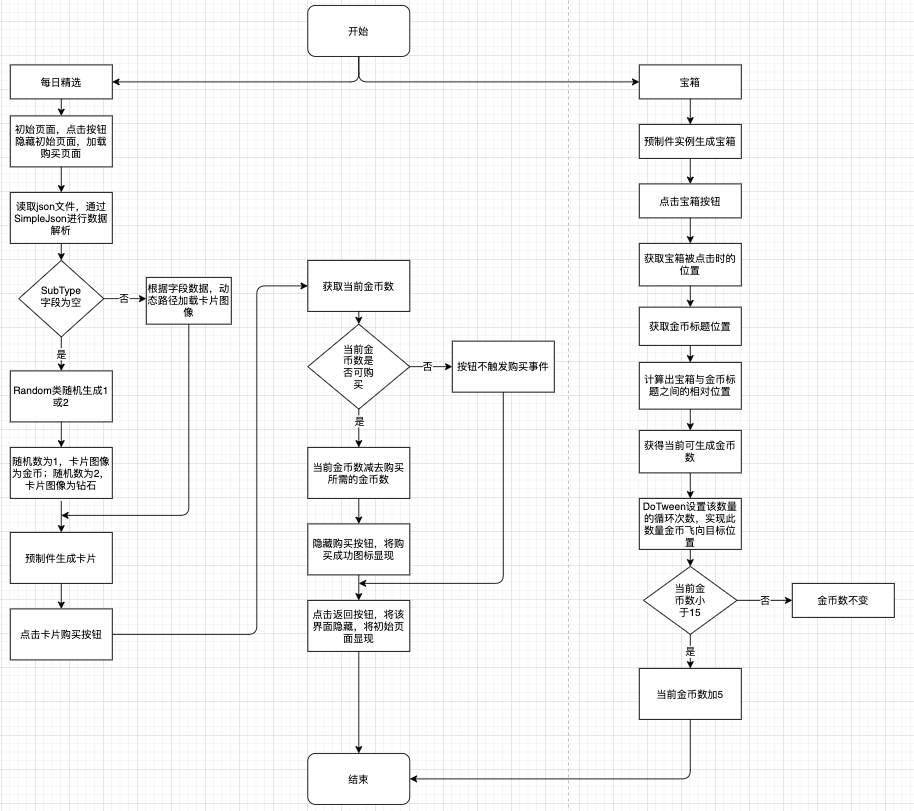 开始
每日精选
初始页面，点击按钮
隐藏初始页面，加载
购买页面
读取json文件，通过
SimpleJson进行数据
解析
SubType
字段为空
否
根据字段数据，动
态路径加载卡片图
像
是
Random类随机生成1
或2
随机数为1，卡片图像
为金币；随机数为2，
卡片图像为钻石
预制件生成卡片
点击卡片购买按钮
获取当前金币数
当前金
币数是
否可购
买
否
按钮不触发购买事件
是
当前金币数减去购买
所需的金币数
隐藏购买按钮，将购
买成功图标显现
点击返回按钮，将该
界面隐藏，将初始页
面显现
宝箱
预制件实例生成宝箱
点击宝箱按钮
获取宝箱被点击时的
位置
获取金币标题位置
计算出宝箱与金币标
题之间的相对位置
获得当前可生成金币
数
DoTween设置该数量
的循环次数，实现此
数量金币飞向目标位
置
当前金
币数小
于15
否
金币数不变
是
当前金币数加5
结束